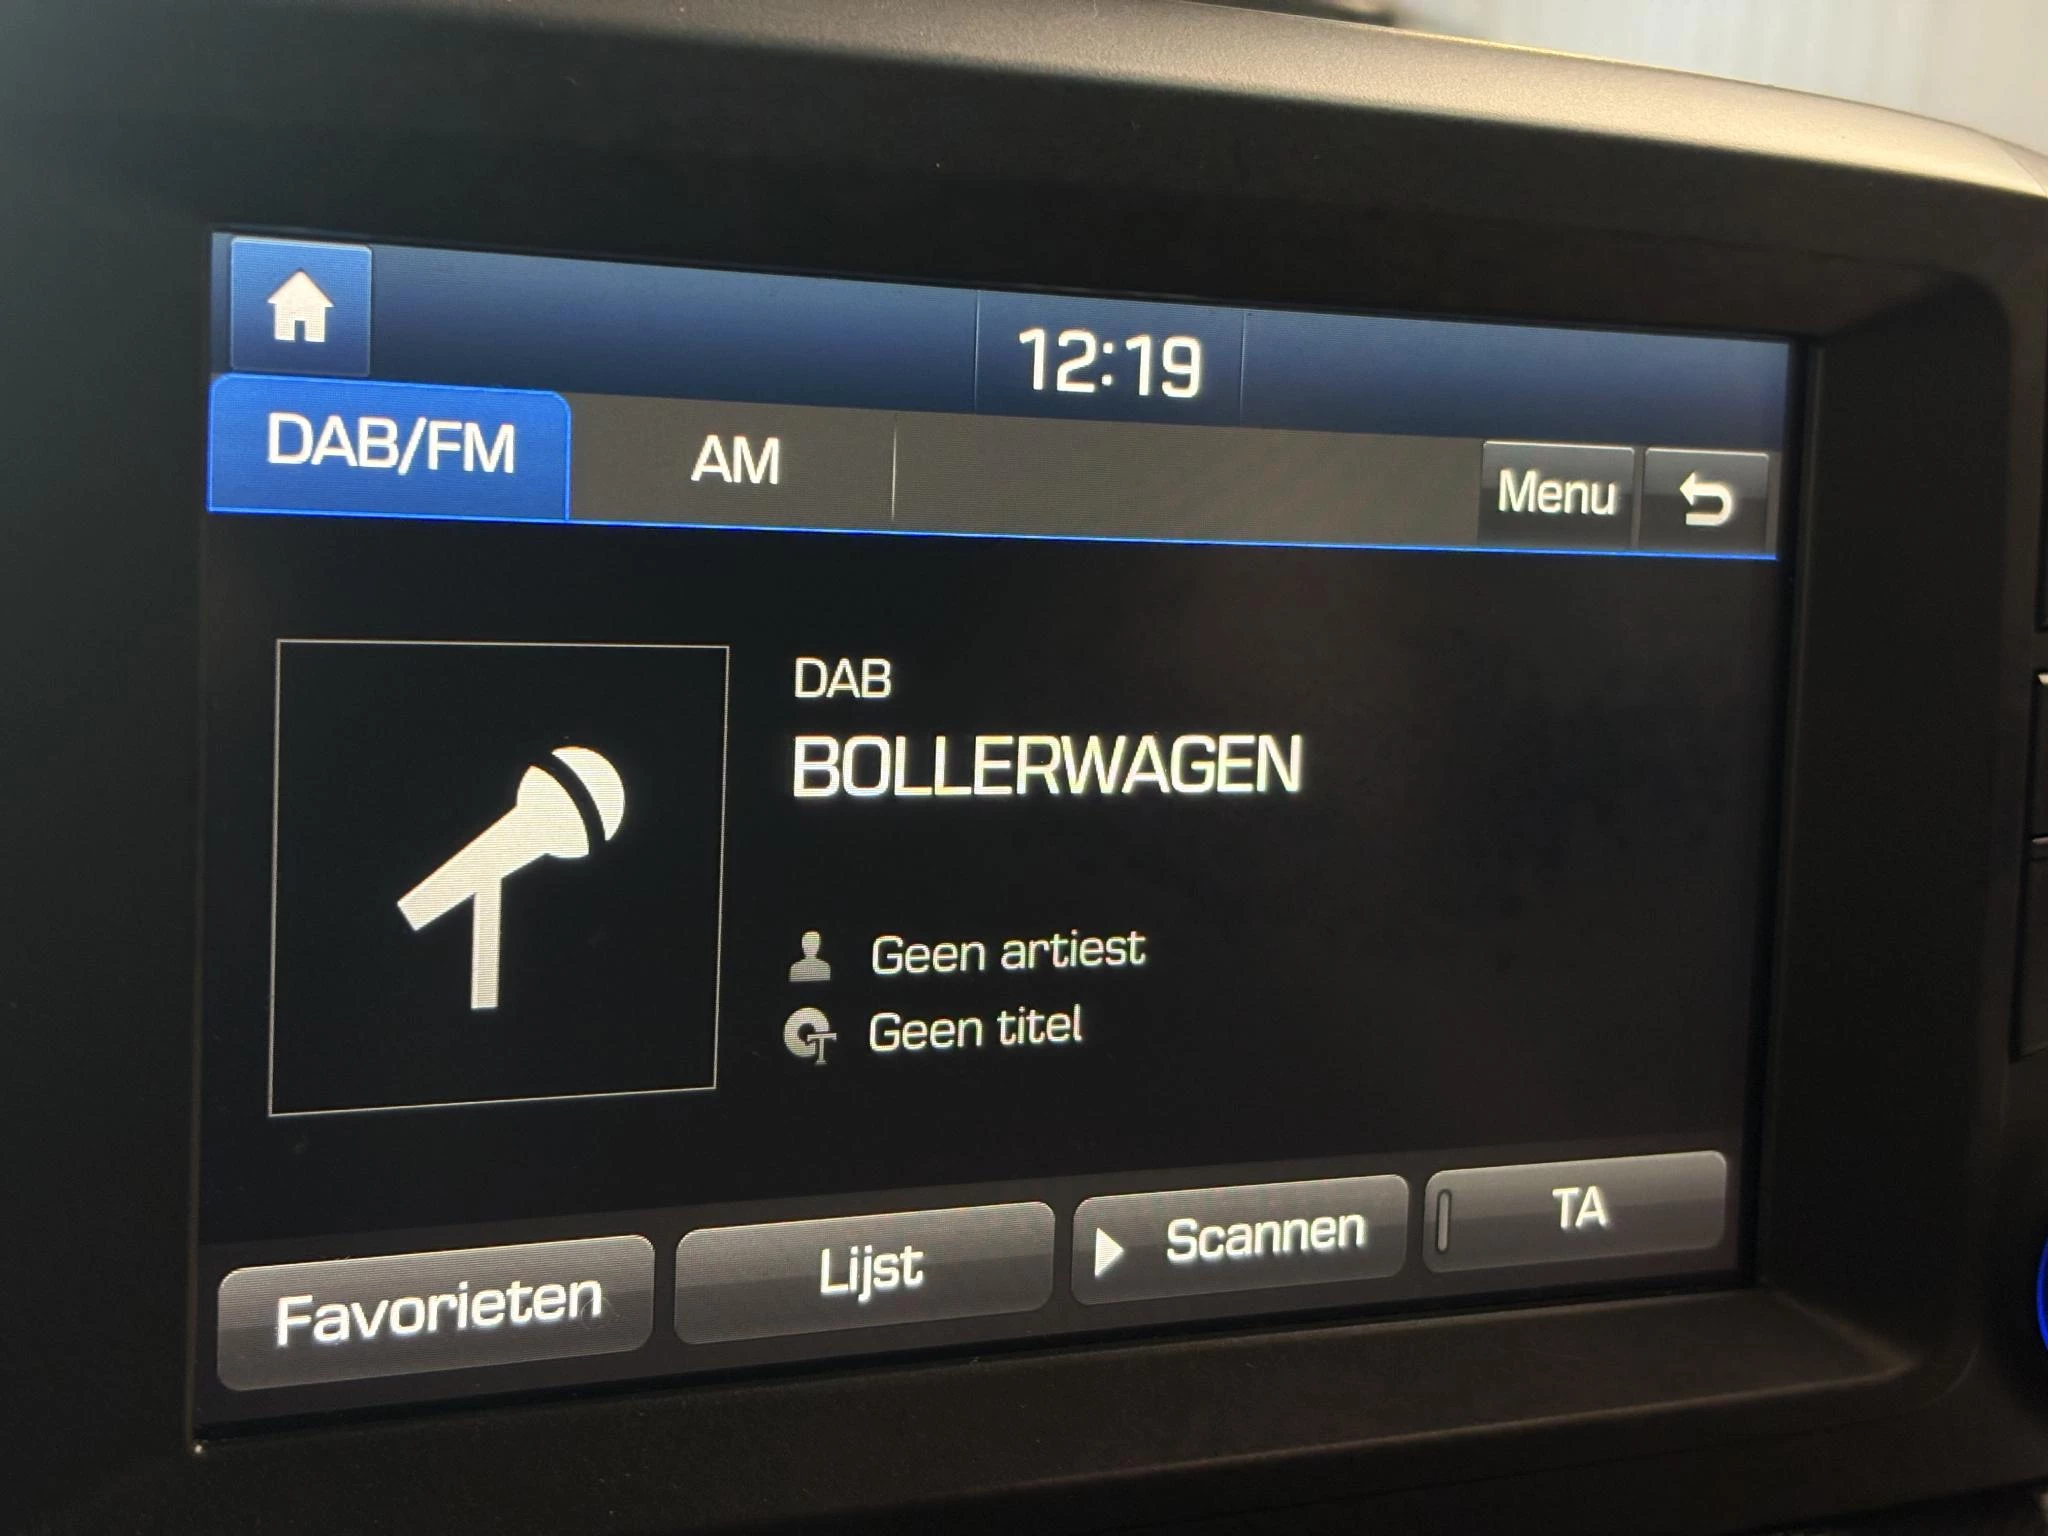 12:19
DAB/FM AM Menu
DAB
BOLLERWAGEN
Geen artiest
Geen titel
Favorieten Lijst Scannen TA